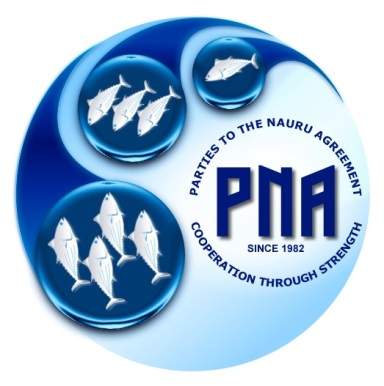 PARTIES TO THE NAURU AGREEMENT
PNA
SINCE 1982
COOPERATION THROUGH STRENGTH